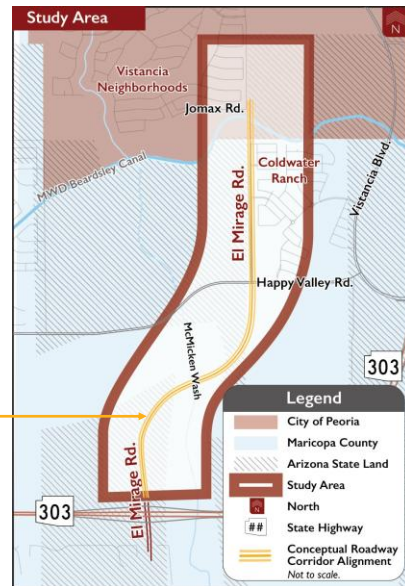 Study Area
N
Vistancia
Neighborhoods
Jomax Rd.
MWD Beardsley Canal
Coldwater
Ranch
Vistancia Blvd.
El Mirage Rd.
Happy Valley Rd.
McMicken Wash
303
El Mirage Rd.
303
Legend
City of Peoria
Maricopa County
Arizona State Land
Study Area
N
North
##
State Highway
Conceptual Roadway
Corridor Alignment
Not to scale.